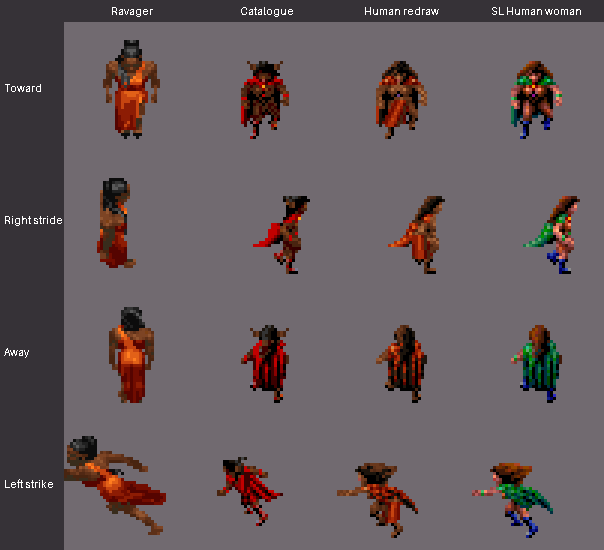 Ravager Catalogue Human redraw SL Human woman
Toward
Right stride
Away
Left strike